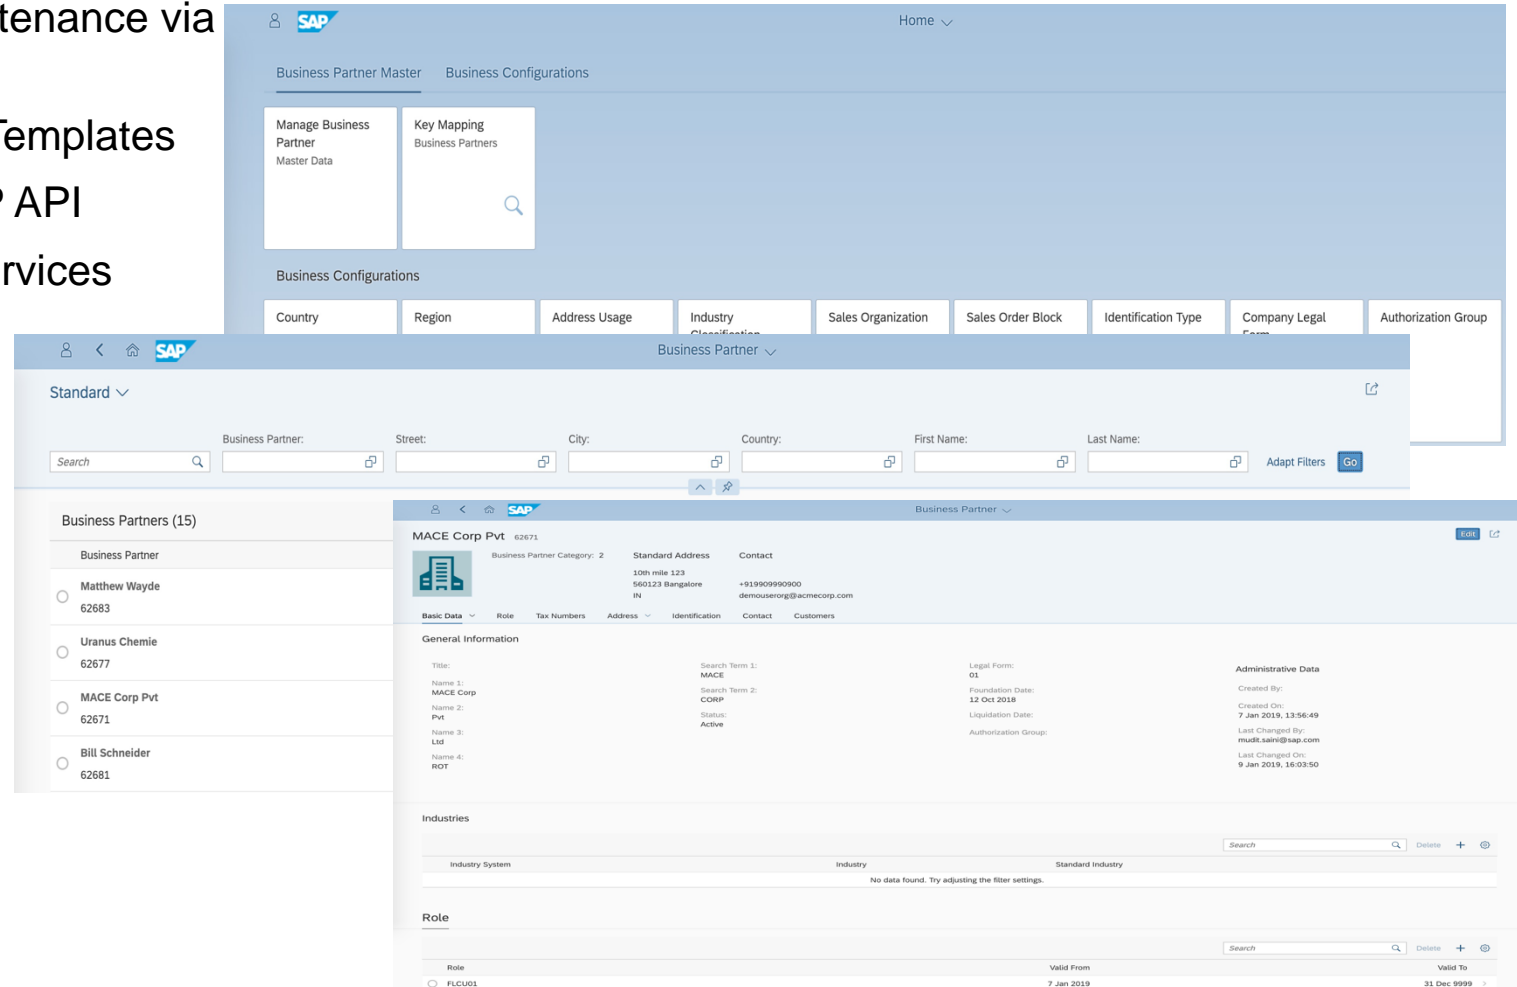 tenance via
Templates
P API
rvices
SAP
Home
Business Partner Master Business Configurations
Manage Business
Partner
Master Data
Key Mapping
Business Partners
Business Configurations
Country Region Address Usage Industry Sales Organization Sales Order Block Identification Type Company Legal Authorization Group
Classification
Form
SAP
Business Partner
Standard
Business Partner: Street: City: Country: First Name: Last Name:
Search Adapt Filters Go
Business Partners (15)
Business Partner
Matthew Wayde
62683
Uranus Chemie
62677
MACE Corp Pvt
62671
Bill Schneider
62681
SAP
Business Partner
MACE Corp Pvt 62671
Edit
Business Partner Category: 2
Standard Address
10th mile 123
560123 Bangalore
IN
Contact
+919909990900
demouserorg@acmecorp.com
Basic Data Role Tax Numbers Address Identification Contact Customers
General Information
Title:
Name 1:
MACE Corp
Name 2:
Pvt
Name 3:
Ltd
Name 4:
ROT
Search Term 1:
MACE
Search Term 2:
CORP
Status:
Active
Legal Form:
01
Foundation Date:
12 Oct 2018
Liquidation Date:
Authorization Group:
Administrative Data
Created By:
Created On:
7 Jan 2019, 13:56:49
Last Changed By:
mudit.saini@sap.com
Last Changed On:
9 Jan 2019, 16:03:50
Industries
Search Delete
Industry System Industry Standard Industry
No data found. Try adjusting the filter settings.
Role
Search Delete
Role Valid From Valid To
FLCU01 7 Jan 2019 31 Dec 9999